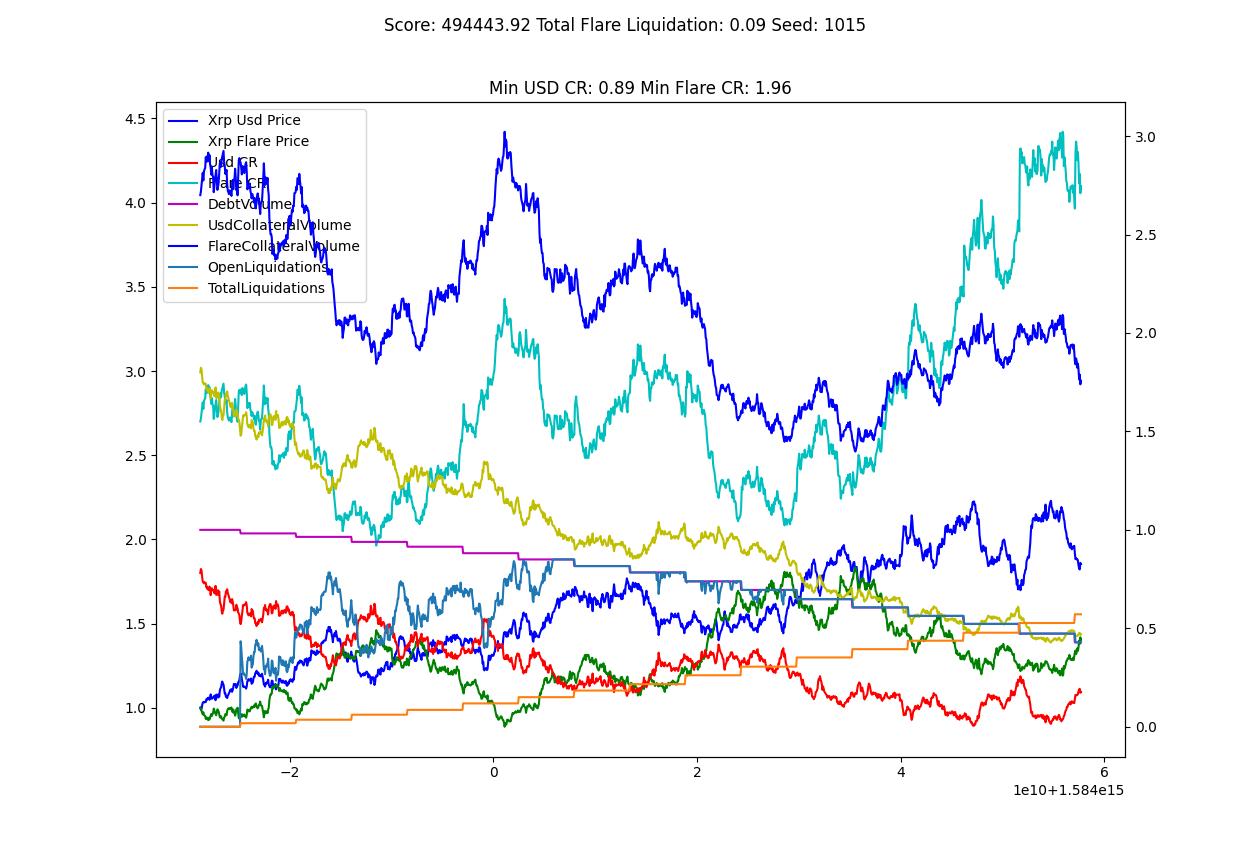 Score: 494443.92 Total Flare Liquidation: 0.09 Seed: 1015
Min USD CR: 0.89 Min Flare CR: 1.96
Xrp Usd Price
Xrp Flare Price
Usd CR
Flare CR
DebtVolume
UsdCollateralVolume
FlareCollateralVolume
OpenLiquidations
TotalLiquidations
4.5
4.0
3.5
3.0
2.5
2.0
1.5
1.0
3.0
2.5
2.0
1.5
1.0
0.5
0.0
−2
0
2
4
6
1e10+1.584e15